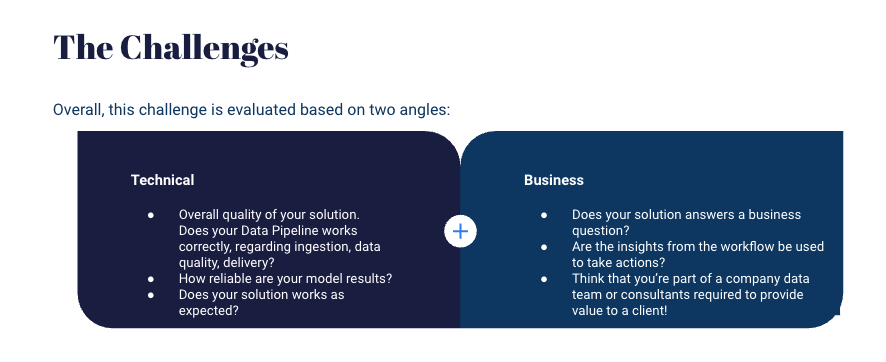 The Challenges
Overall, this challenge is evaluated based on two angles:
Technical
● Overall quality of your solution.
Does your Data Pipeline works
correctly, regarding ingestion, data
quality, delivery?
● How reliable are your model results?
● Does your solution works as
expected?
Business
● Does your solution answers a business
question?
● Are the insights from the workflow be used
to take actions?
● Think that you're part of a company data
team or consultants required to provide
value to a client!